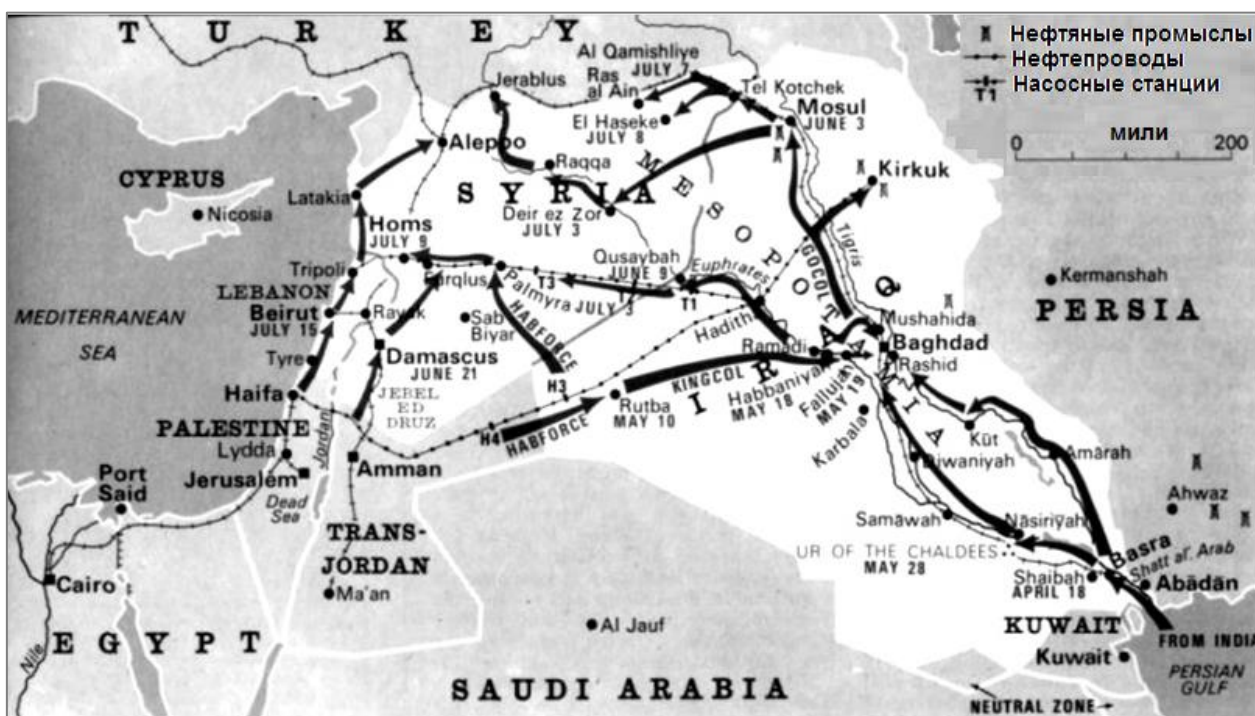 TURKEY
Нефтяные промыслы
Нефтепроводы
T1 Насосные станции
мили
0 200
Al Qamishliye
JULY 7
Ras
al Ain
Jerablus
Tel Kotchek
Mosul
JUNE 3
El Haseke
JULY 8
Aleppo
Raqqa
Kirkuk
CYPRUS
Nicosia
Latakia
SYRIA
MESOPOTAMIA
Deir ez Zor
JULY 3
Homs
JULY 9
Tigris
GOCOL
Kermanshah
Tripoli
LEBANON
Qusaybah
JUNE 9
Euphrates
PERSIA
Palmyra JULY 3
T3
T1
MEDITERRANEAN
SEA
Beirut
JULY 15
Rayak
Sab
Biyar
HABFORCE
Haditha
Mushahida
Baghdad
Rashid
Tyre
Damascus
JUNE 21
Ramadi
Habbaniyah
MAY 18
Fallujah
MAY 19
KINGCOL
IRAQ
Haifa
JEBEL
ED
DRUZ
H3
Rutba
MAY 10
PALESTINE
Jordan
H4
HABFORCE
Karbala
Kūt
Amārah
Lydda
Jerusalem
Amman
Diwaniyah
Port
Said
Dead
Sea
Ahwaz
TRANS-
JORDAN
Samāwah
Nāsirīyah
UR OF THE CHALDEES
MAY 28
Basra
Shatt al'. Arab
Shaibah
APRIL 18
Abādān
Cairo
Ma'an
EGYPT
Nile
Al Jauf
KUWAIT
Kuwait
FROM INDIA
PERSIAN
GULF
SAUDI ARABIA
NEUTRAL ZONE